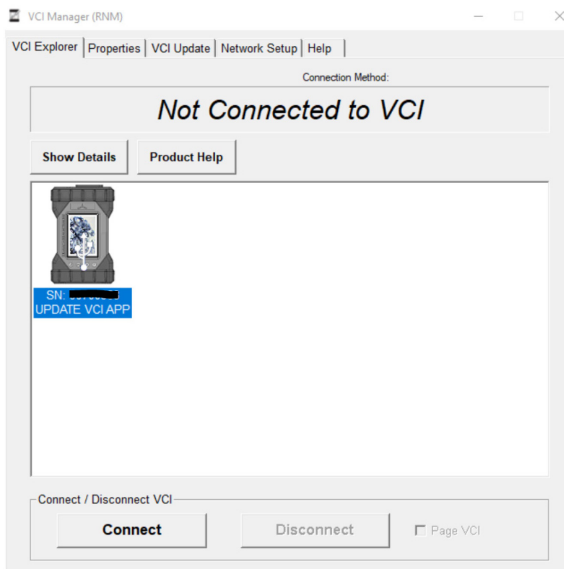 VCI Manager (RNM)
VCI Explorer Properties VCI Update Network Setup Help
Connection Method:
Not Connected to VCI
Show Details Product Help
SN:
UPDATE VCI APP
Connect / Disconnect VCI
Connect Disconnect Page VCI